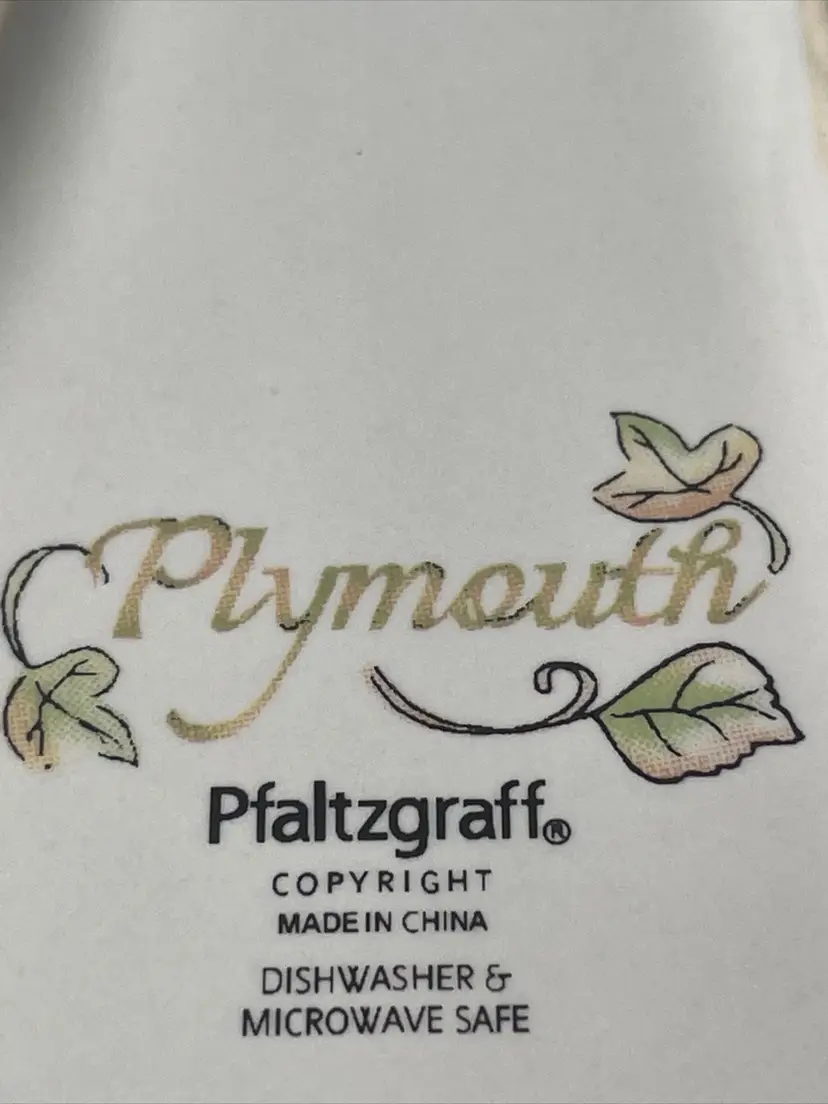 Plymouth
Pfaltzgraff®
COPYRIGHT
MADE IN CHINA
DISHWASHER &
MICROWAVE SAFE